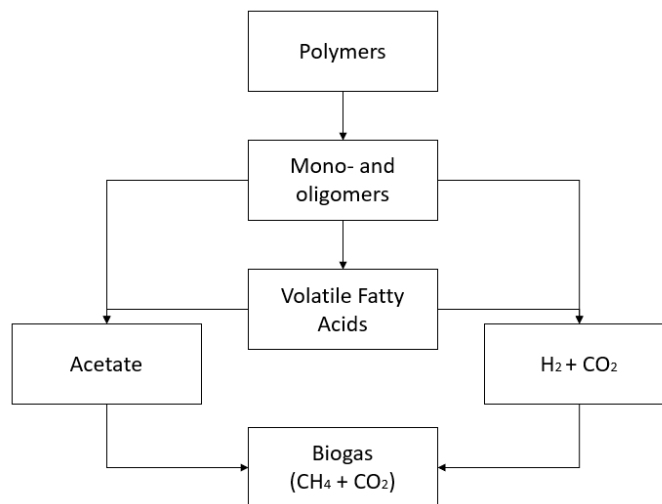 Polymers
Mono- and
oligomers
Volatile Fatty
Acids
Acetate
H₂ + CO₂
Biogas
(CH₄ + CO₂)